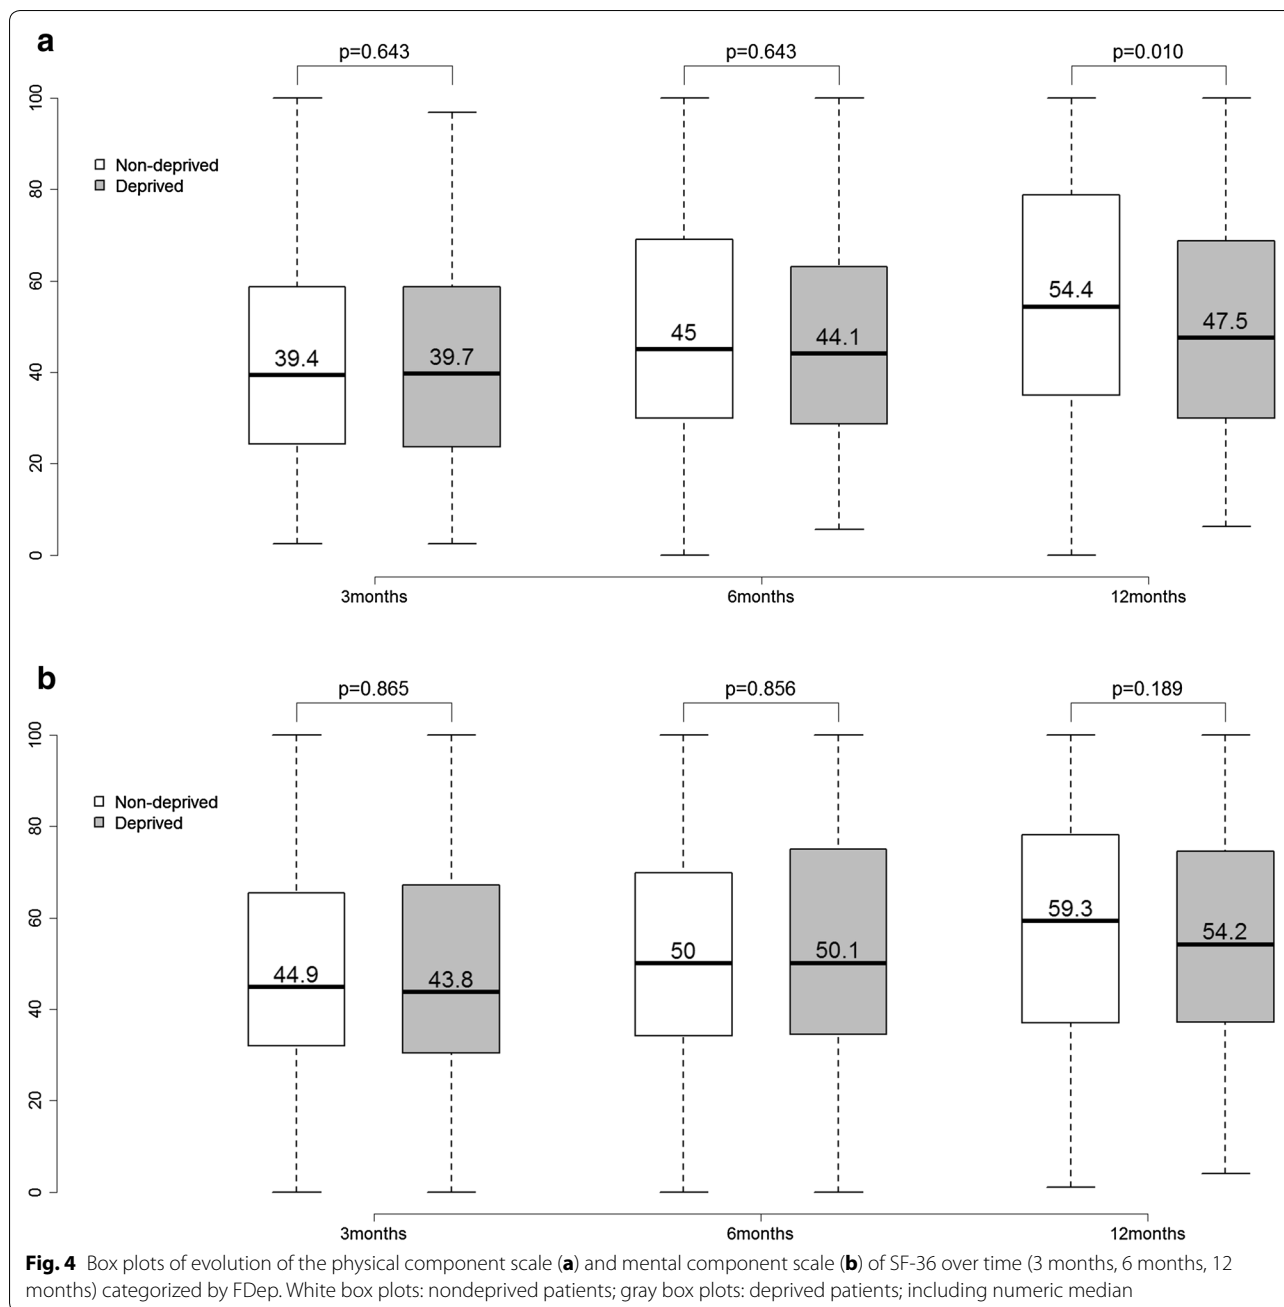 a
p=0.643 p=0.643 p=0.010
100
80
60
40
20
0
Non-deprived
Deprived
39.4 39.7 45 44.1 54.4 47.5
3months 6months 12months
b
p=0.865 p=0.856 p=0.189
100
80
60
40
20
0
Non-deprived
Deprived
44.9 43.8 50 50.1 59.3 54.2
3months 6months 12months
Fig. 4 Box plots of evolution of the physical component scale (a) and mental component scale (b) of SF-36 over time (3 months, 6 months, 12
months) categorized by FDep. White box plots: nondeprived patients; gray box plots: deprived patients; including numeric median